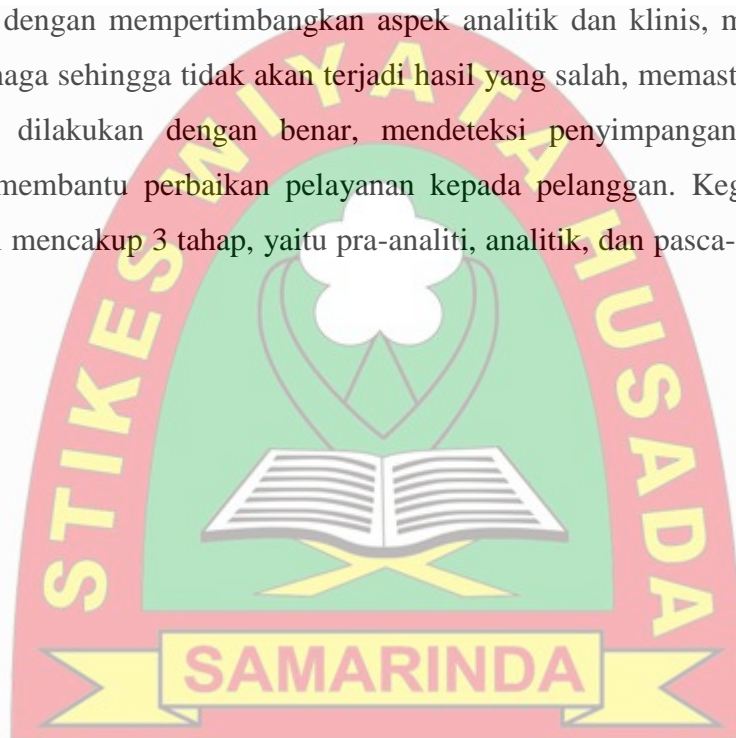 dengan mempertimbangkan aspek analitik dan klinis, m
naga sehingga tidak akan terjadi hasil yang salah, memast
dilakukan dengan benar, mendeteksi penyimpangan
membantu perbaikan pelayanan kepada pelanggan. Keg
mencakup 3 tahap, yaitu pra-analiti, analitik, dan pasca-
STIKES WIYATA HUSADA
SAMARINDA